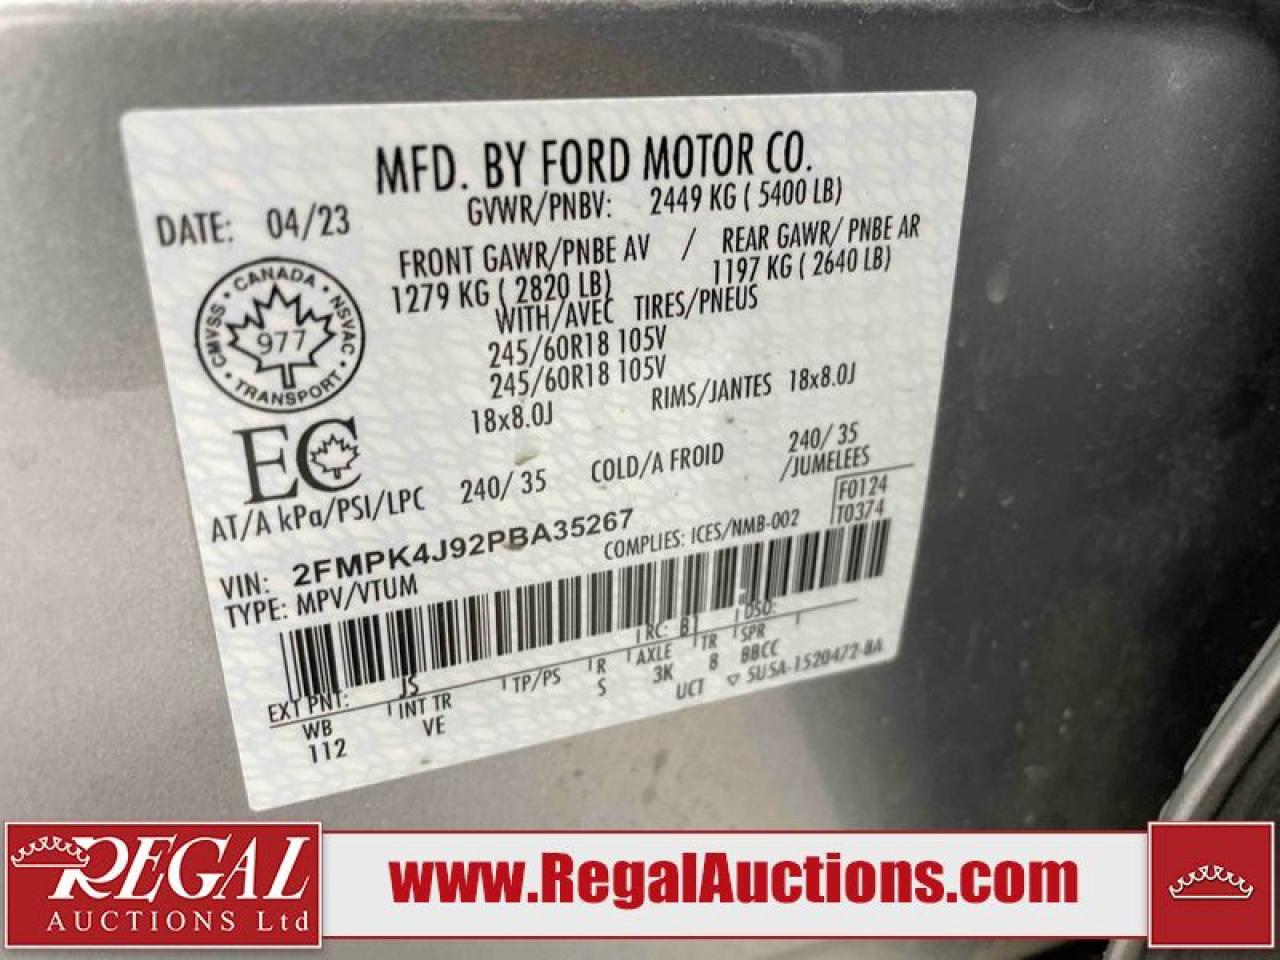 MFD. BY FORD MOTOR CO.
DATE: 04/23
GVWR/PNBV: 2449 KG ( 5400 LB)
FRONT GAWR/PNBE AV / REAR GAWR/ PNBE AR
1279 KG ( 2820 LB) 1197 KG ( 2640 LB)
WITH/AVEC TIRES/PNEUS
245/60R18 105V
245/60R18 105V
18x8.0J RIMS/JANTES 18x8.0J
CANADA · NSVAC · TRANSPORT · CMVSS
977
EC
AT/A kPa/PSI/LPC 240/ 35 COLD/A FROID 240/ 35
/JUMELEES
F0124
T0374
VIN: 2FMPK4J92PBA35267
COMPLIES: ICES/NMB-002
TYPE: MPV/VTUM
EXT PNT: JS RC: B1 DSO:
WB INT TR TP/PS R AXLE TR SPR
112 VE S 3K B BBCC
UCT ▽ 5U5A-1520472-BA
REGAL
AUCTIONS Ltd
www.RegalAuctions.com